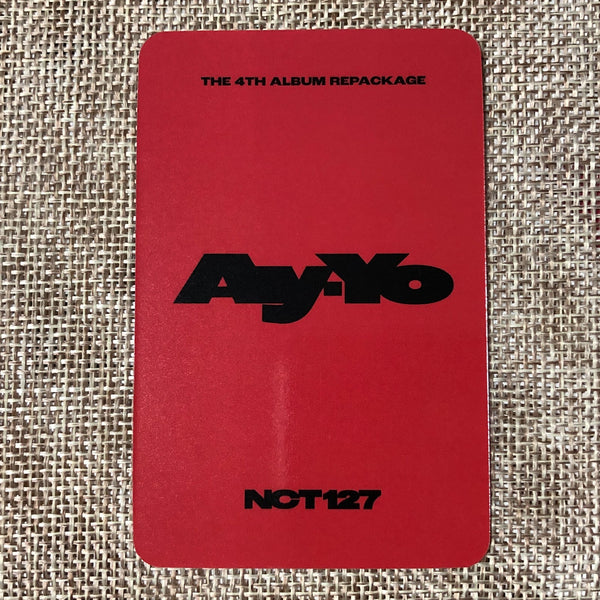 THE 4TH ALBUM REPACKAGE
Ay-Yo
NCT127